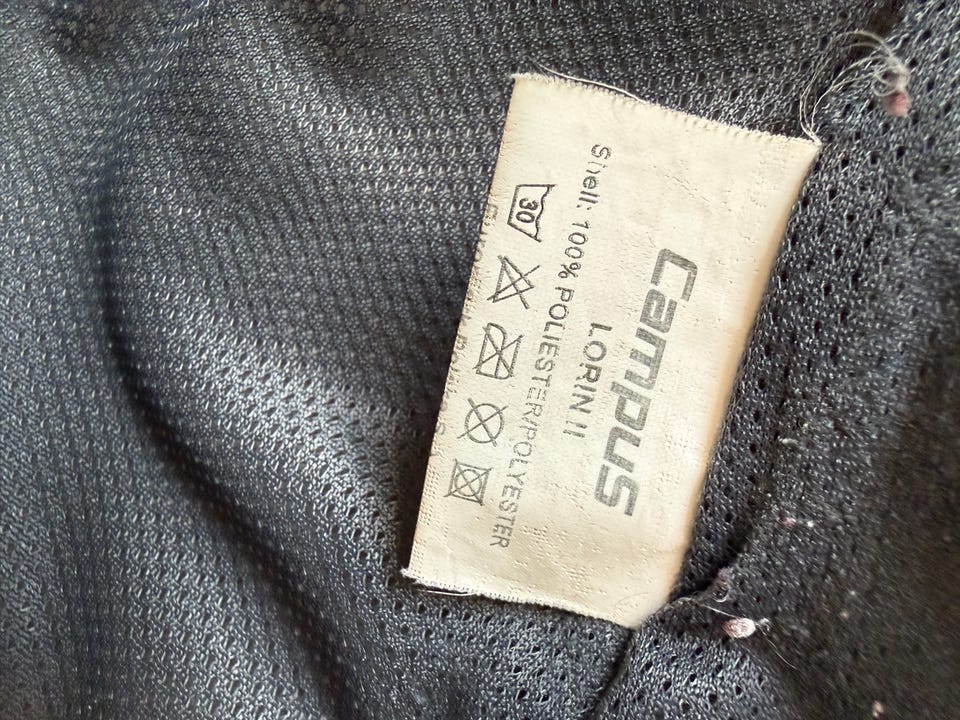 Campus
LORIN II
Shell: 100% POLIESTER/POLYESTER
30